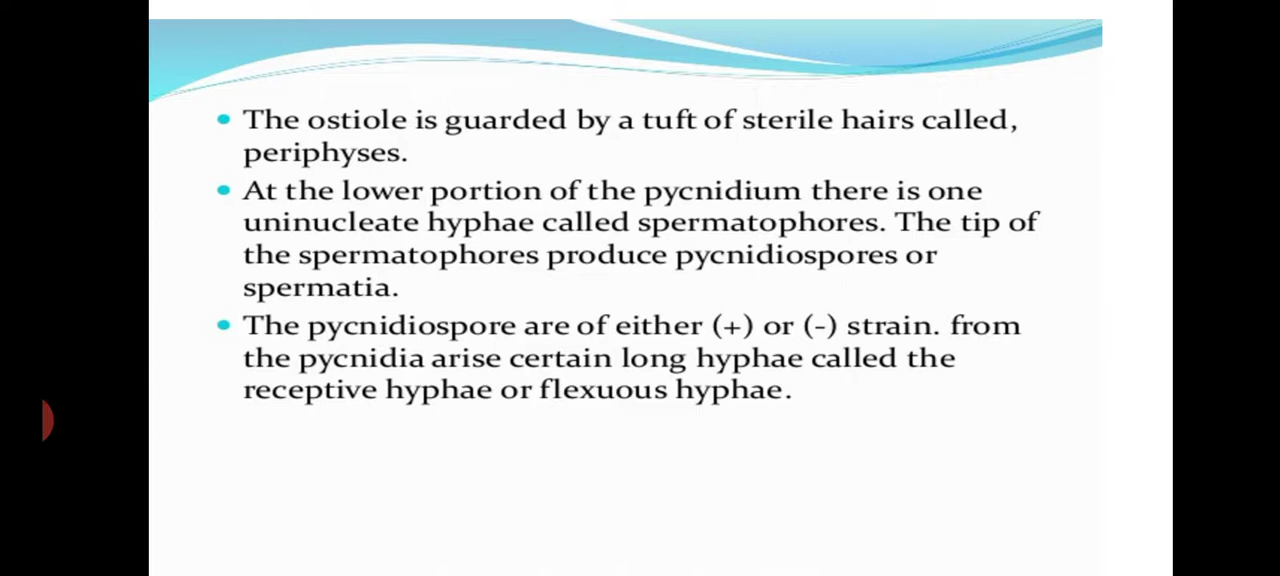 The ostiole is guarded by a tuft of sterile hairs called,
periphyses.
At the lower portion of the pycnidium there is one
uninucleate hyphae called spermatophores. The tip of
the spermatophores produce pycnidiospores or
spermatia.
The pycnidiospore are of either (+) or (-) strain. from
the pycnidia arise certain long hyphae called the
receptive hyphae or flexuous hyphae.